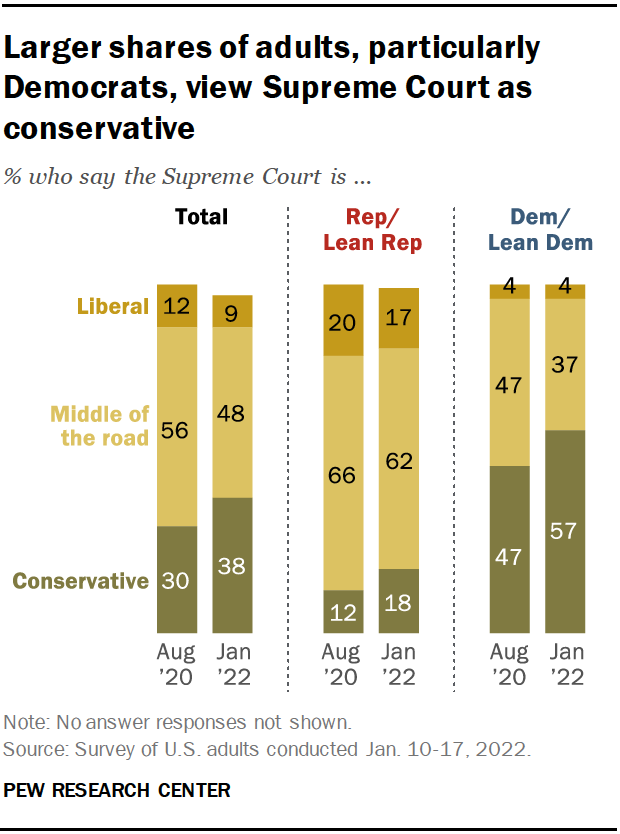 Larger shares of adults, particularly
Democrats, view Supreme Court as
conservative
% who say the Supreme Court is ...
Total
Rep/
Lean Rep
Dem/
Lean Dem
Liberal
12
9
20
17
4
4
Middle of
the road
56
48
66
62
47
37
Conservative
30
38
12
18
47
57
Aug
'20
Jan
'22
Aug
'20
Jan
'22
Aug
'20
Jan
'22
Note: No answer responses not shown.
Source: Survey of U.S. adults conducted Jan. 10-17, 2022.
PEW RESEARCH CENTER